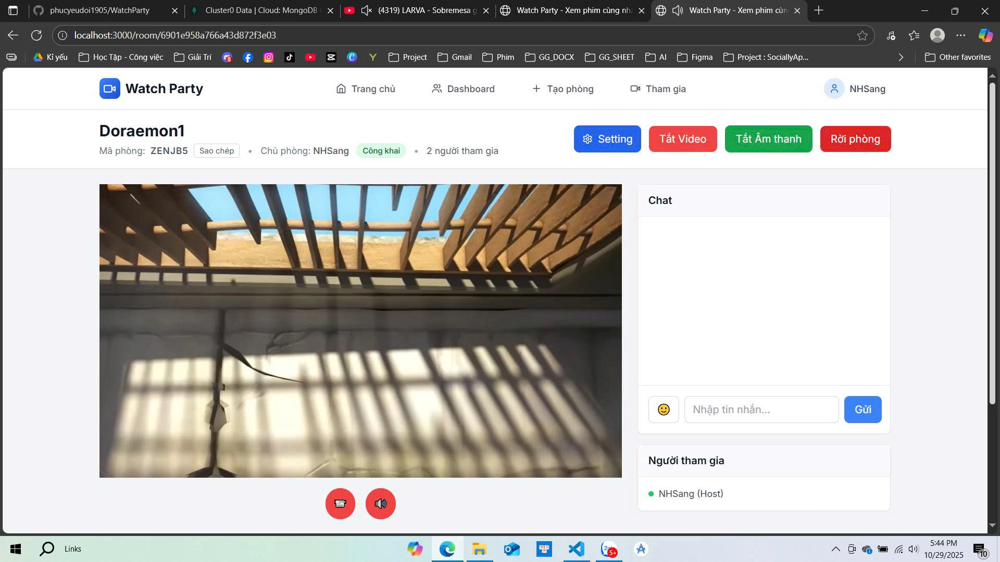 phucyeudoi1905/WatchParty
Cluster0 Data | Cloud: MongoDB
(4319) LARVA - Sobremesa g
Watch Party - Xem phim cùng nh
Watch Party - Xem phim cùn
localhost:3000/room/6901e958a766a43d872f3e03
Kỉ yếu
Học Tập - Công việc
Giải Trí
Project
Gmail
Phim
GG_DOCX
GG_SHEET
AI
Figma
Project : SociallyAp...
Other favorites
Watch Party
Trang chủ
Dashboard
Tạo phòng
Tham gia
NHSang
Doraemon1
Mã phòng: ZENJB5 Sao chép • Chủ phòng: NHSang Công khai • 2 người tham gia
Setting
Tắt Video
Tắt Âm thanh
Rời phòng
Chat
Nhập tin nhắn...
Gửi
Người tham gia
NHSang (Host)
Links
5+
5:44 PM
10/29/2025
10